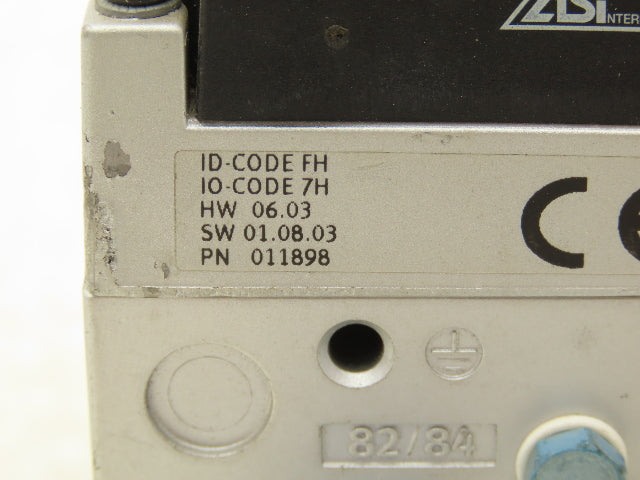 ID-CODE FH
IO-CODE 7H
HW 06.03
SW 01.08.03
PN 011898
CE
82/84